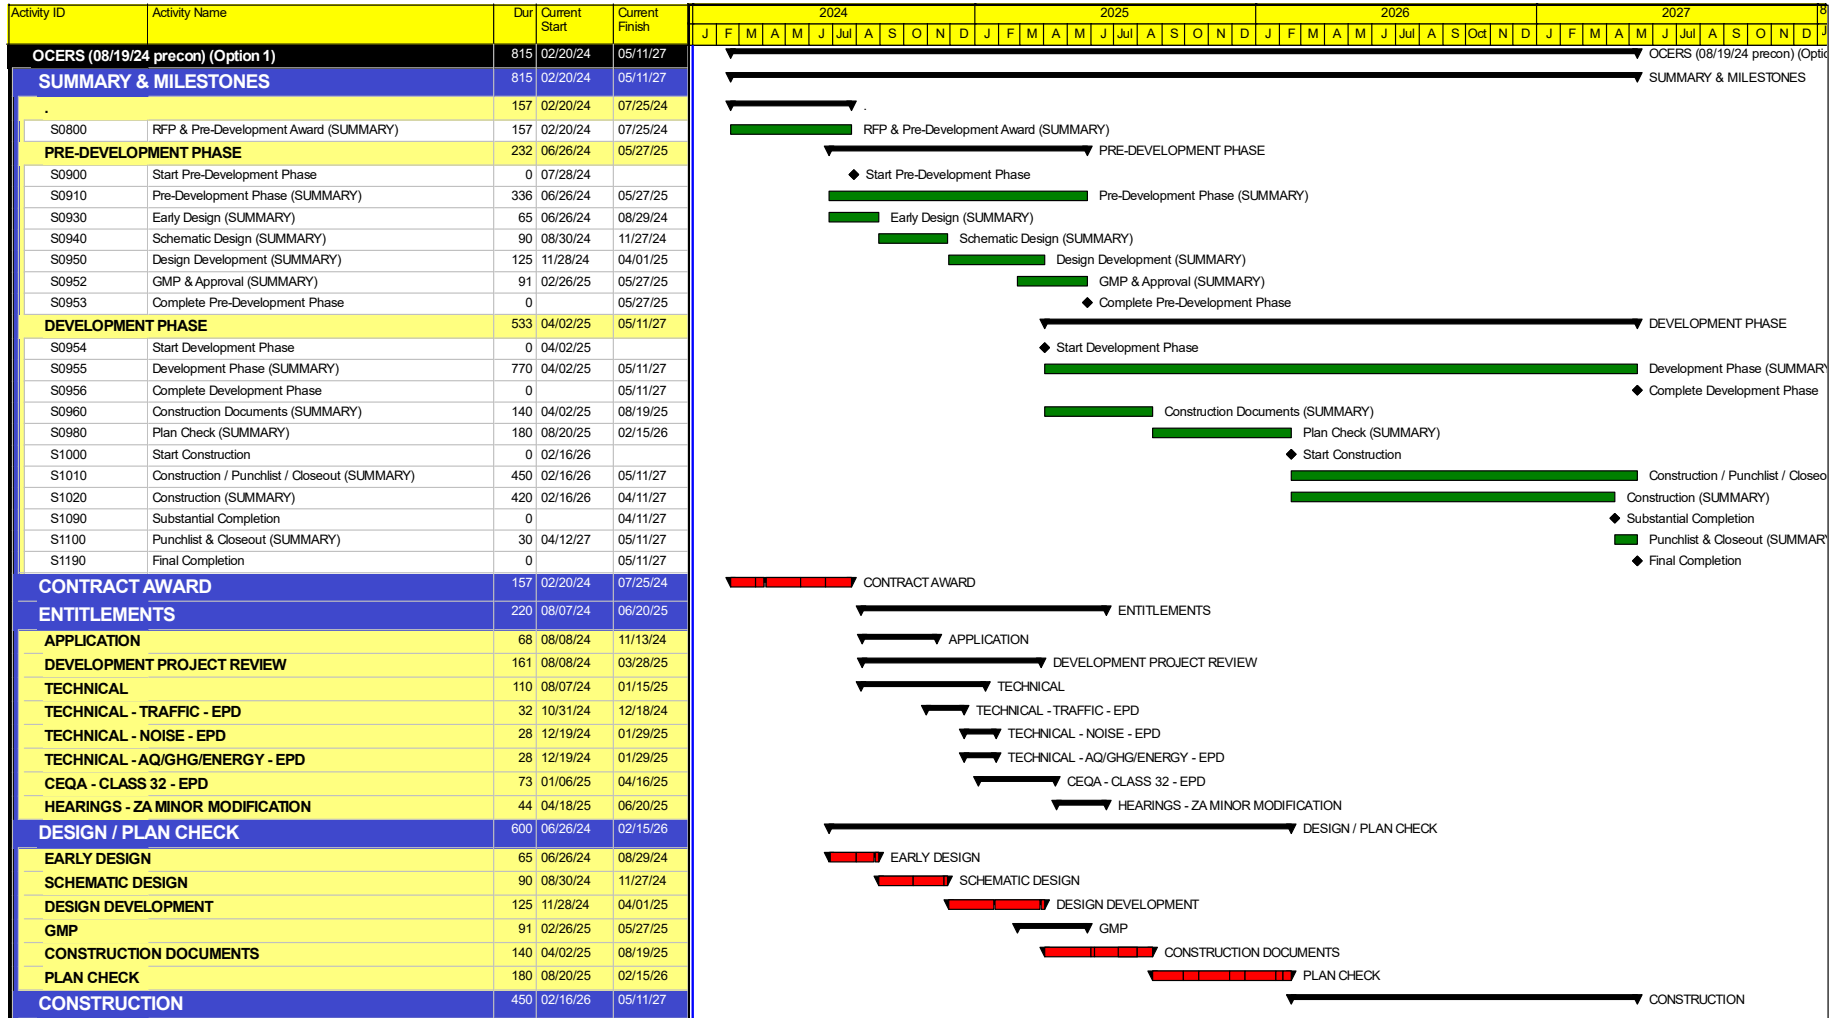 Activity ID Activity Name Dur Current Start Current Finish 2024 2025 2026 2027 8
J F M A M J Jul A S O N D J F M A M J Jul A S O N D J F M A M J Jul A S Oct N D J F M A M J Jul A S O N D J
OCERS (08/19/24 precon) (Option 1) 815 02/20/24 05/11/27 OCERS (08/19/24 precon) (Optic
SUMMARY & MILESTONES 815 02/20/24 05/11/27 SUMMARY & MILESTONES
. 157 02/20/24 07/25/24 .
S0800 RFP & Pre-Development Award (SUMMARY) 157 02/20/24 07/25/24 RFP & Pre-Development Award (SUMMARY)
PRE-DEVELOPMENT PHASE 232 06/26/24 05/27/25 PRE-DEVELOPMENT PHASE
S0900 Start Pre-Development Phase 0 07/28/24 Start Pre-Development Phase
S0910 Pre-Development Phase (SUMMARY) 336 06/26/24 05/27/25 Pre-Development Phase (SUMMARY)
S0930 Early Design (SUMMARY) 65 06/26/24 08/29/24 Early Design (SUMMARY)
S0940 Schematic Design (SUMMARY) 90 08/30/24 11/27/24 Schematic Design (SUMMARY)
S0950 Design Development (SUMMARY) 125 11/28/24 04/01/25 Design Development (SUMMARY)
S0952 GMP & Approval (SUMMARY) 91 02/26/25 05/27/25 GMP & Approval (SUMMARY)
S0953 Complete Pre-Development Phase 0 05/27/25 Complete Pre-Development Phase
DEVELOPMENT PHASE 533 04/02/25 05/11/27 DEVELOPMENT PHASE
S0954 Start Development Phase 0 04/02/25 Start Development Phase
S0955 Development Phase (SUMMARY) 770 04/02/25 05/11/27 Development Phase (SUMMARY
S0956 Complete Development Phase 0 05/11/27 Complete Development Phase
S0960 Construction Documents (SUMMARY) 140 04/02/25 08/19/25 Construction Documents (SUMMARY)
S0980 Plan Check (SUMMARY) 180 08/20/25 02/15/26 Plan Check (SUMMARY)
S1000 Start Construction 0 02/16/26 Start Construction
S1010 Construction / Punchlist / Closeout (SUMMARY) 450 02/16/26 05/11/27 Construction / Punchlist / Closeo
S1020 Construction (SUMMARY) 420 02/16/26 04/11/27 Construction (SUMMARY)
S1090 Substantial Completion 0 04/11/27 Substantial Completion
S1100 Punchlist & Closeout (SUMMARY) 30 04/12/27 05/11/27 Punchlist & Closeout (SUMMARY
S1190 Final Completion 0 05/11/27 Final Completion
CONTRACT AWARD 157 02/20/24 07/25/24 CONTRACT AWARD
ENTITLEMENTS 220 08/07/24 06/20/25 ENTITLEMENTS
APPLICATION 68 08/08/24 11/13/24 APPLICATION
DEVELOPMENT PROJECT REVIEW 161 08/08/24 03/28/25 DEVELOPMENT PROJECT REVIEW
TECHNICAL 110 08/07/24 01/15/25 TECHNICAL
TECHNICAL - TRAFFIC - EPD 32 10/31/24 12/18/24 TECHNICAL - TRAFFIC - EPD
TECHNICAL - NOISE - EPD 28 12/19/24 01/29/25 TECHNICAL - NOISE - EPD
TECHNICAL - AQ/GHG/ENERGY - EPD 28 12/19/24 01/29/25 TECHNICAL - AQ/GHG/ENERGY - EPD
CEQA - CLASS 32 - EPD 73 01/06/25 04/16/25 CEQA - CLASS 32 - EPD
HEARINGS - ZA MINOR MODIFICATION 44 04/18/25 06/20/25 HEARINGS - ZA MINOR MODIFICATION
DESIGN / PLAN CHECK 600 06/26/24 02/15/26 DESIGN / PLAN CHECK
EARLY DESIGN 65 06/26/24 08/29/24 EARLY DESIGN
SCHEMATIC DESIGN 90 08/30/24 11/27/24 SCHEMATIC DESIGN
DESIGN DEVELOPMENT 125 11/28/24 04/01/25 DESIGN DEVELOPMENT
GMP 91 02/26/25 05/27/25 GMP
CONSTRUCTION DOCUMENTS 140 04/02/25 08/19/25 CONSTRUCTION DOCUMENTS
PLAN CHECK 180 08/20/25 02/15/26 PLAN CHECK
CONSTRUCTION 450 02/16/26 05/11/27 CONSTRUCTION